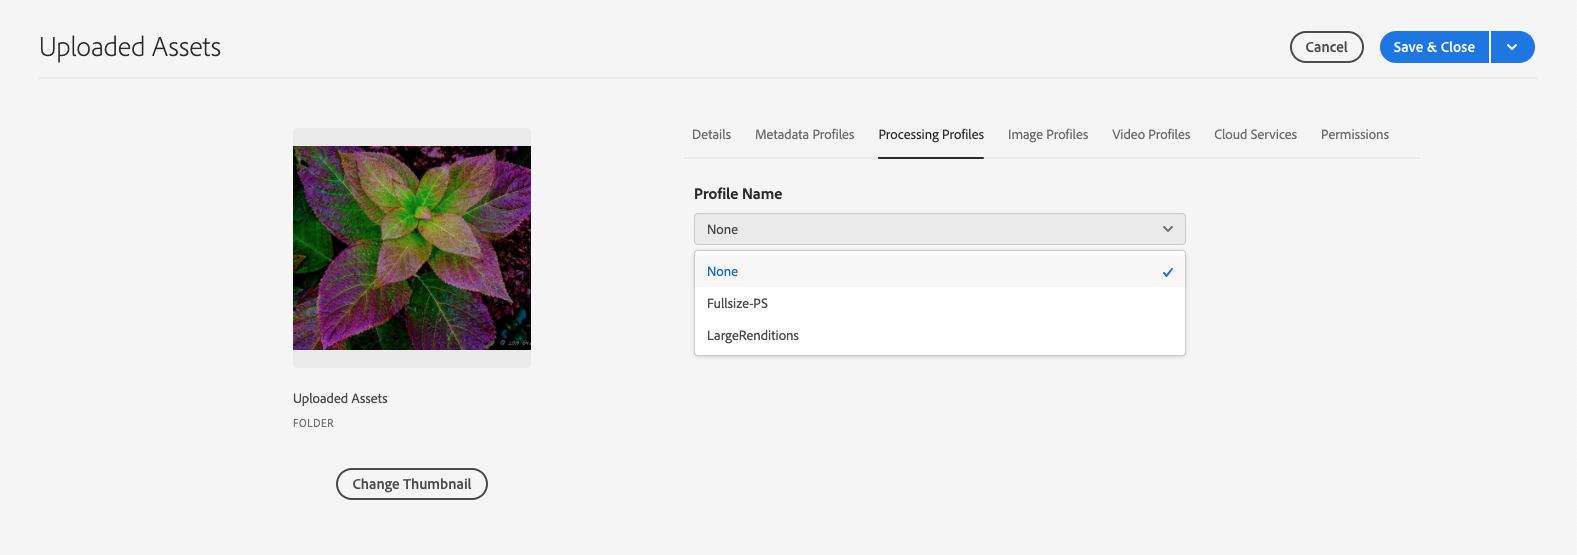 Uploaded Assets
Cancel
Save & Close
Details Metadata Profiles Processing Profiles Image Profiles Video Profiles Cloud Services Permissions
Profile Name
None
None
Fullsize-PS
LargeRenditions
Uploaded Assets
FOLDER
Change Thumbnail